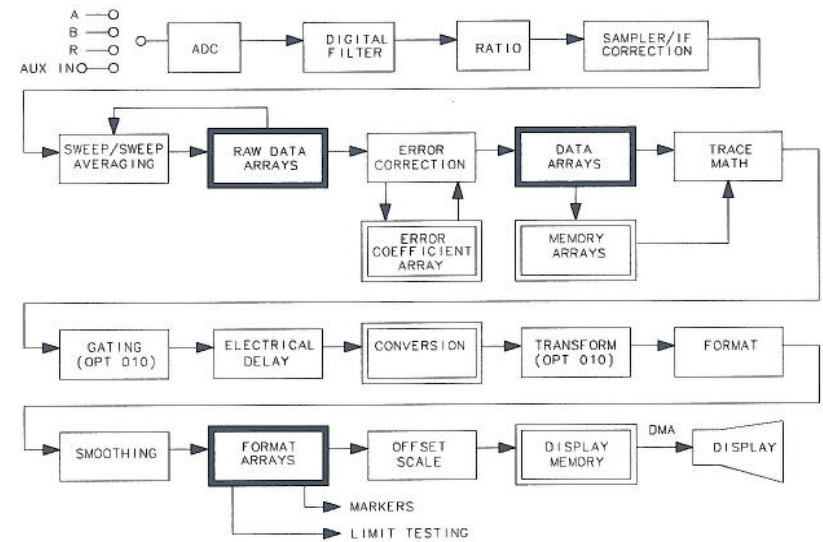 A
B
R
AUX IN
ADC
DIGITAL
FILTER
RATIO
SAMPLER/IF
CORRECTION
SWEEP/SWEEP
AVERAGING
RAW DATA
ARRAYS
ERROR
CORRECTION
DATA
ARRAYS
TRACE
MATH
ERROR
COEFFICIENT
ARRAY
MEMORY
ARRAYS
GATING
(OPT 010)
ELECTRICAL
DELAY
CONVERSION
TRANSFORM
(OPT 010)
FORMAT
SMOOTHING
FORMAT
ARRAYS
OFFSET
SCALE
DISPLAY
MEMORY
DMA
DISPLAY
MARKERS
LIMIT TESTING